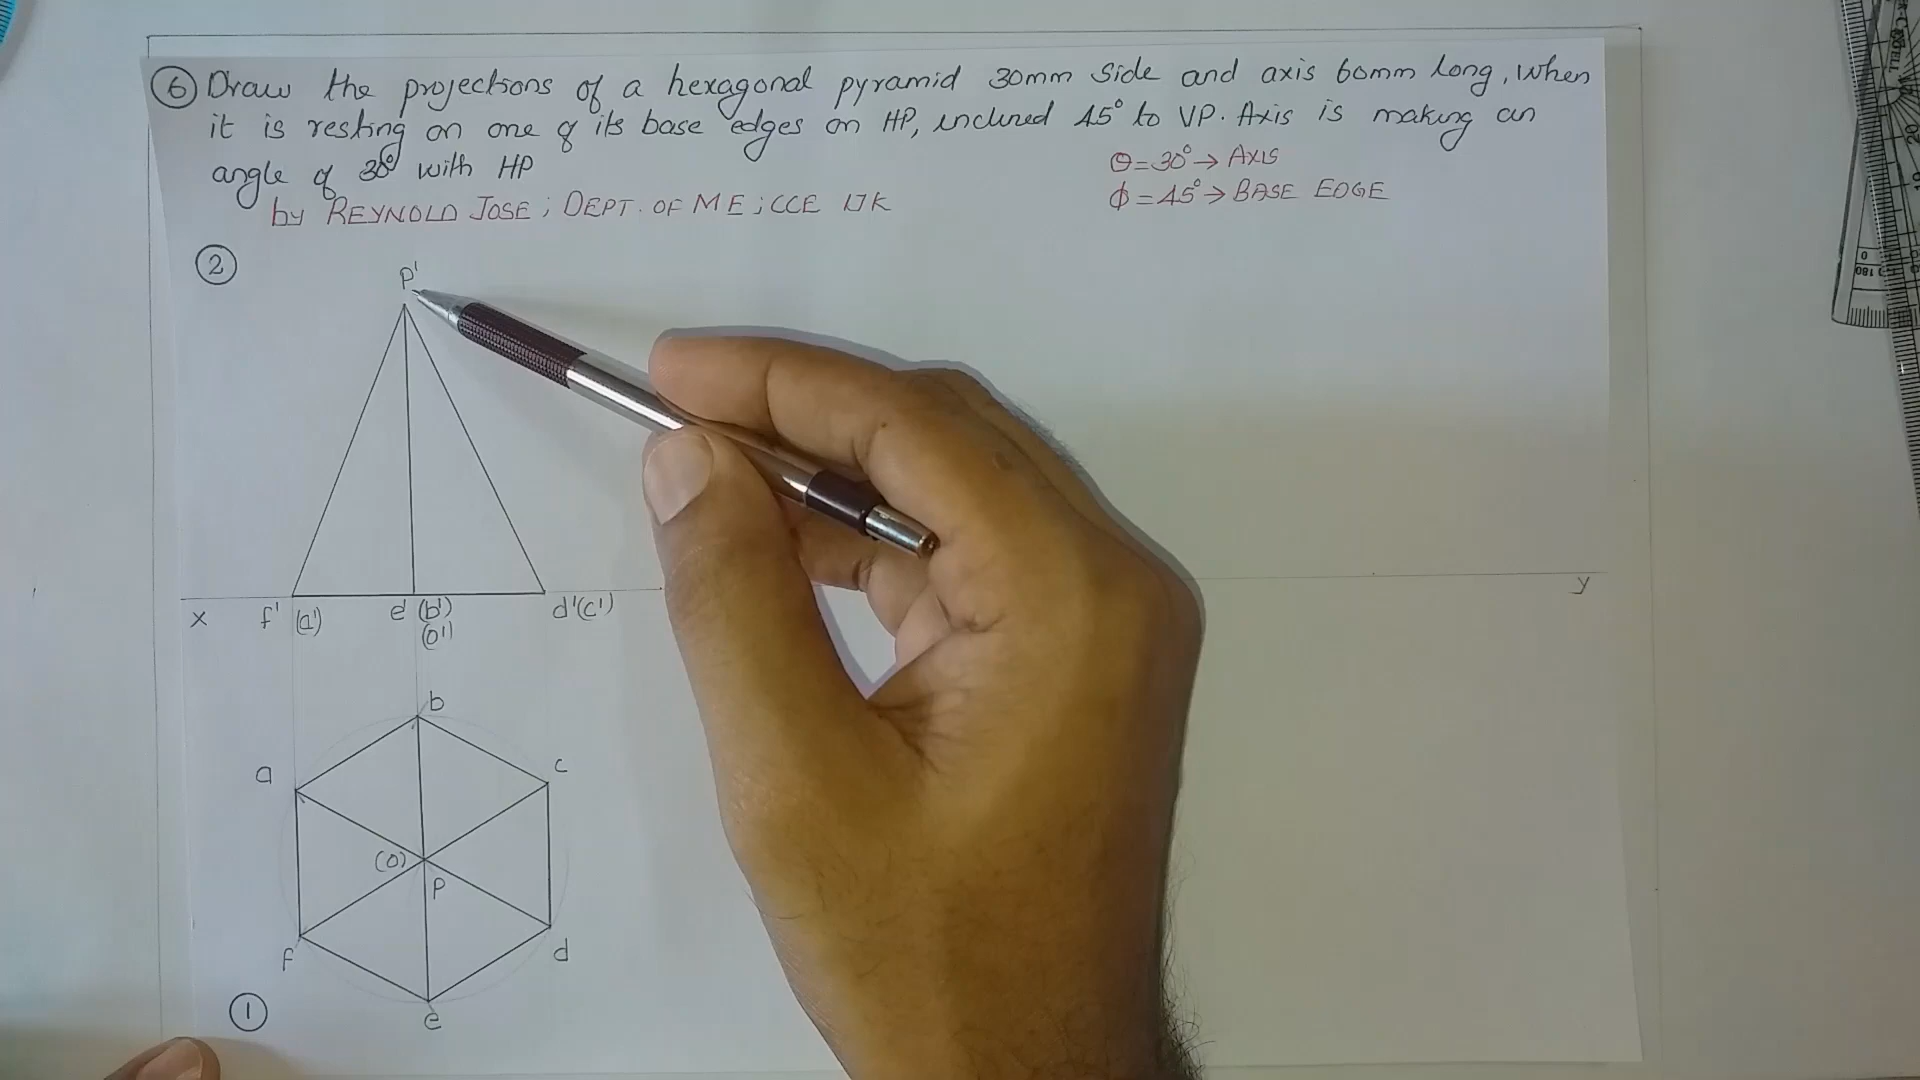 6 Draw the projections of a hexagonal pyramid 30mm side and axis 60mm long, when
it is resting on one of its base edges on HP, inclined 45° to VP. Axis is making an
angle of 30° with HP
θ=30° → AXIS
by REYNOLD JOSE; DEPT. OF ME; CCE IJK
ϕ=45° → BASE EDGE
2
p'
x f' (a') e' (b') d'(c') y
(o')
b
a c
(o)
p
f d
1
e